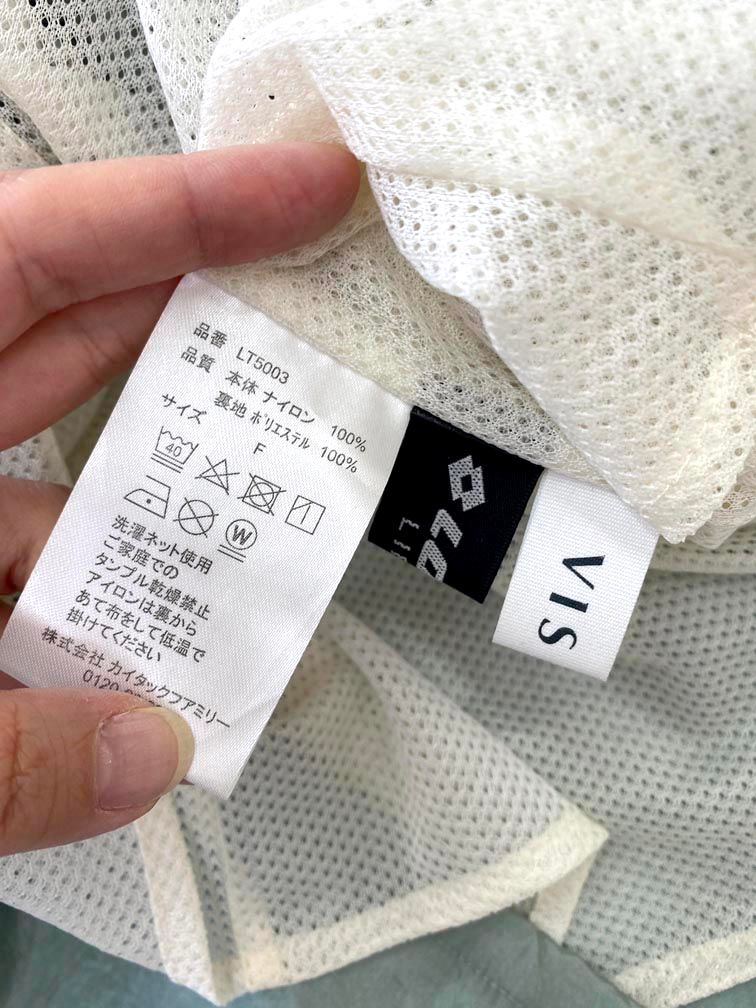 品番 LT5003
品質 本体 ナイロン 100%
裏地 ポリエステル 100%
サイズ F
40
W
洗濯ネット使用
ご家庭での
タンブル乾燥禁止
アイロンは裏から
あて布をして低温で
掛けてください
株式会社 カイタックファミリー
0120
VIS